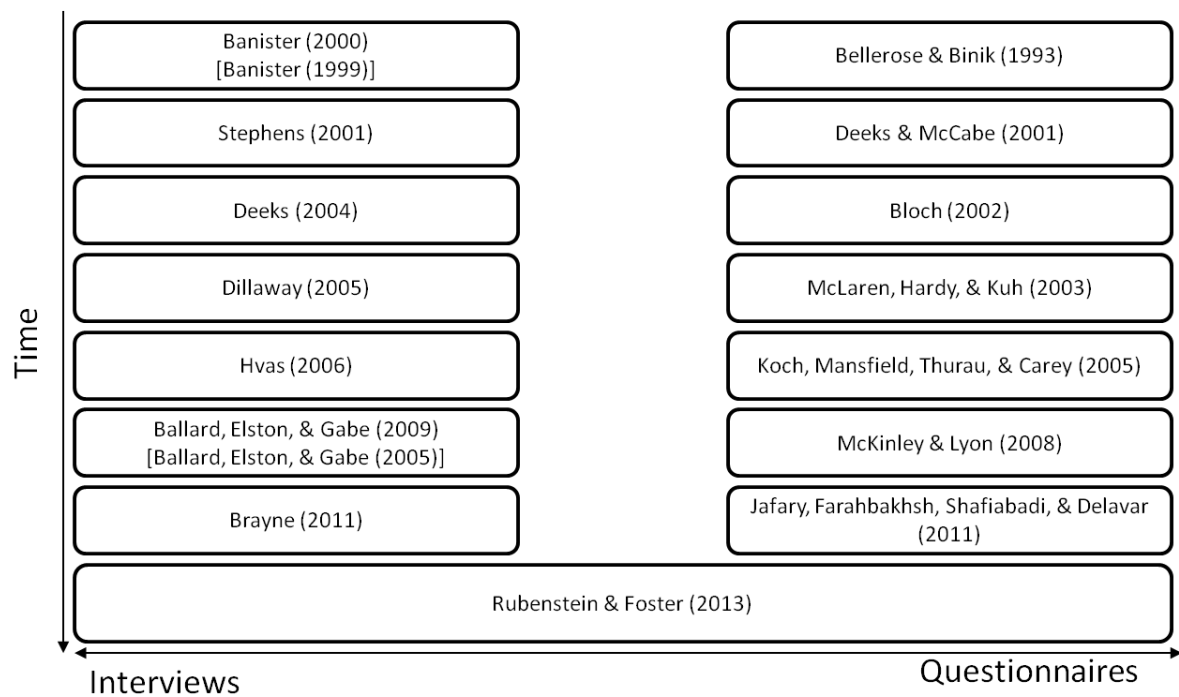 Banister (2000)
[Banister (1999)]
Bellerose & Binik (1993)
Stephens (2001)
Deeks & McCabe (2001)
Deeks (2004)
Bloch (2002)
Dillaway (2005)
McLaren, Hardy, & Kuh (2003)
Hvas (2006)
Koch, Mansfield, Thurau, & Carey (2005)
Ballard, Elston, & Gabe (2009)
[Ballard, Elston, & Gabe (2005)]
McKinley & Lyon (2008)
Brayne (2011)
Jafary, Farahbakhsh, Shafiabadi, & Delavar
(2011)
Rubenstein & Foster (2013)
Time
Interviews
Questionnaires